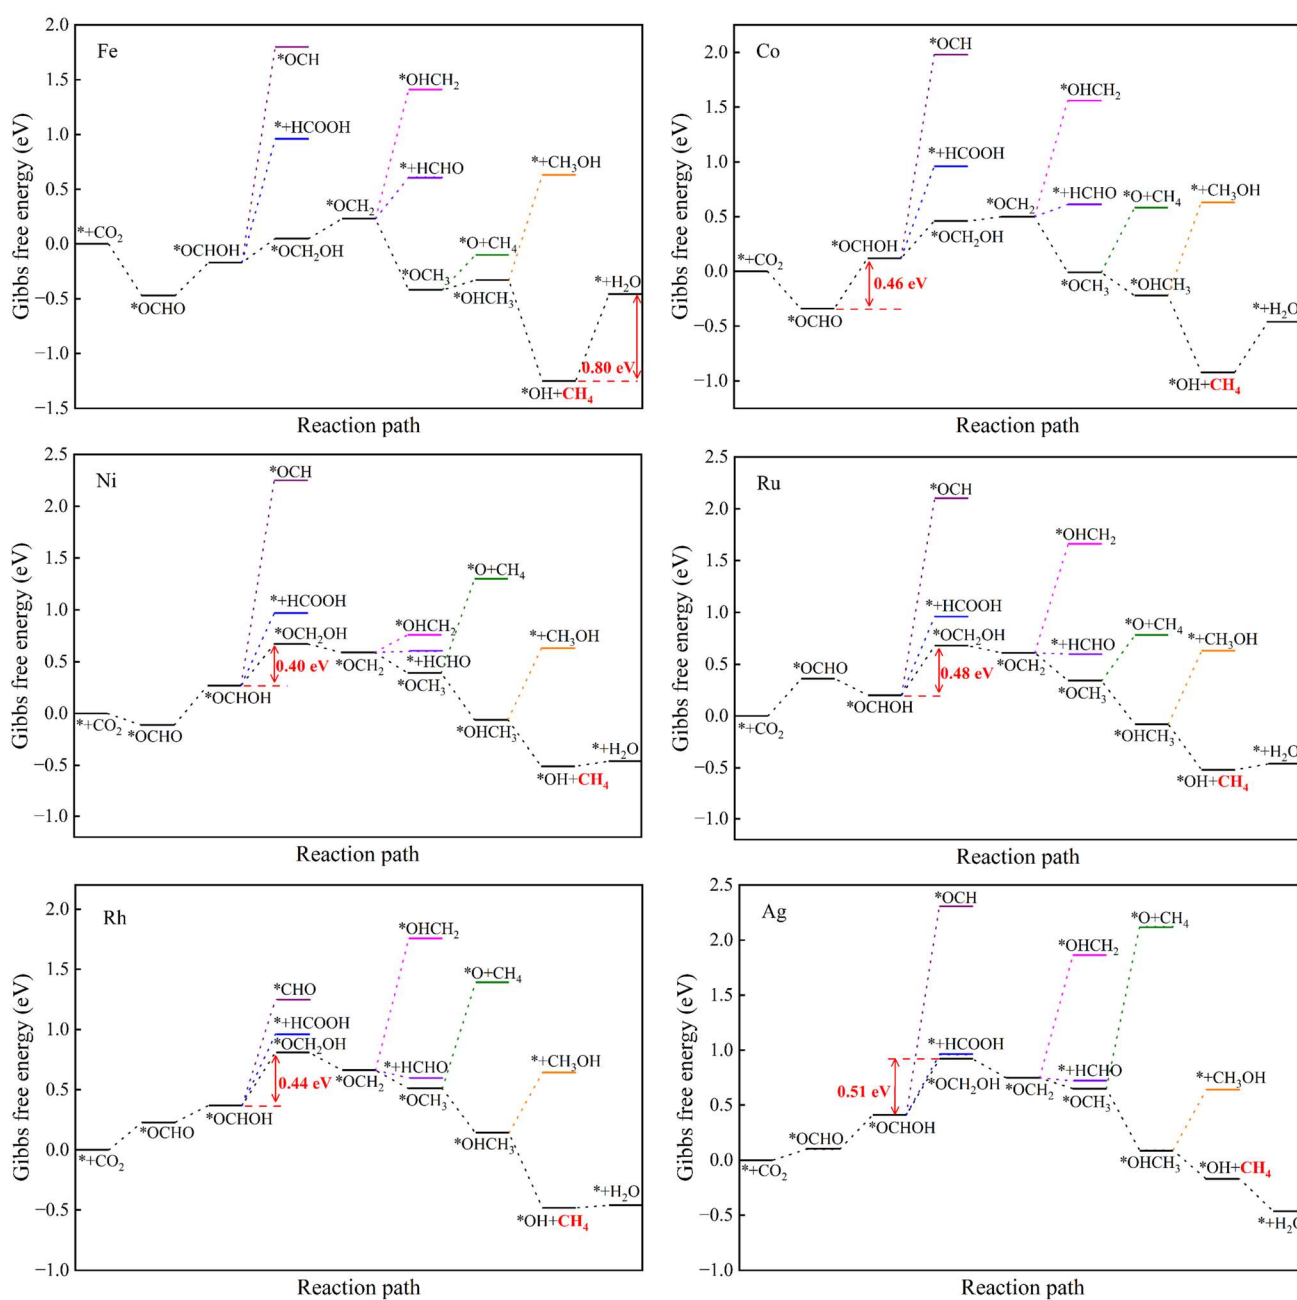 Fe
Gibbs free energy (eV)
2.0
1.5
1.0
0.5
0.0
−0.5
−1.0
−1.5
*+CO₂
*OCHO
*OCHOH
*OCH
*+HCOOH
*OCH₂OH
*OCH₂
*OHCH₂
*+HCHO
*OCH₃
*O+CH₄
*OHCH₃
*+CH₃OH
*OH+CH₄
*+H₂O
0.80 eV
Reaction path
Co
Gibbs free energy (eV)
2.0
1.5
1.0
0.5
0.0
−0.5
−1.0
*+CO₂
*OCHO
*OCHOH
0.46 eV
*OCH
*+HCOOH
*OCH₂OH
*OCH₂
*OHCH₂
*+HCHO
*OCH₃
*O+CH₄
*OHCH₃
*+CH₃OH
*OH+CH₄
*+H₂O
Reaction path
Ni
Gibbs free energy (eV)
2.5
2.0
1.5
1.0
0.5
0.0
−0.5
−1.0
*+CO₂
*OCHO
*OCHOH
*OCH
*+HCOOH
*OCH₂OH
0.40 eV
*OCH₂
*OHCH₂
*+HCHO
*OCH₃
*O+CH₄
*OHCH₃
*+CH₃OH
*OH+CH₄
*+H₂O
Reaction path
Ru
Gibbs free energy (eV)
2.5
2.0
1.5
1.0
0.5
0.0
−0.5
−1.0
*+CO₂
*OCHO
*OCHOH
*OCH
*+HCOOH
*OCH₂OH
0.48 eV
*OCH₂
*OHCH₂
*+HCHO
*OCH₃
*O+CH₄
*OHCH₃
*+CH₃OH
*OH+CH₄
*+H₂O
Reaction path
Rh
Gibbs free energy (eV)
2.0
1.5
1.0
0.5
0.0
−0.5
−1.0
*+CO₂
*OCHO
*OCHOH
*CHO
*+HCOOH
*OCH₂OH
0.44 eV
*OCH₂
*OHCH₂
*+HCHO
*OCH₃
*O+CH₄
*OHCH₃
*+CH₃OH
*OH+CH₄
*+H₂O
Reaction path
Ag
Gibbs free energy (eV)
2.5
2.0
1.5
1.0
0.5
0.0
−0.5
−1.0
*+CO₂
*OCHO
*OCHOH
0.51 eV
*OCH
*+HCOOH
*OCH₂OH
*OCH₂
*OHCH₂
*+HCHO
*OCH₃
*O+CH₄
*OHCH₃
*+CH₃OH
*OH+CH₄
*+H₂O
Reaction path